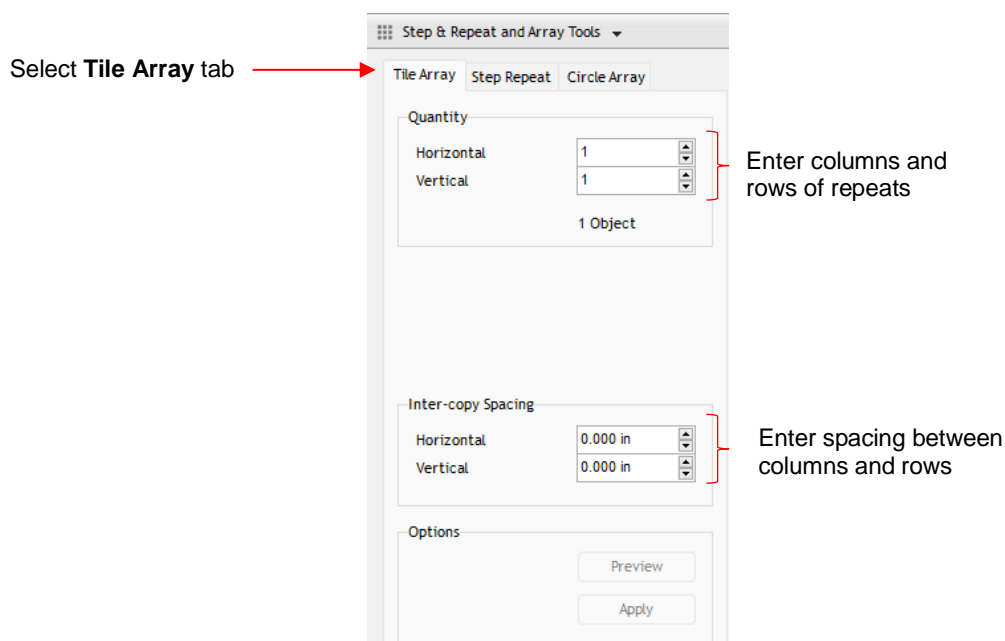 Step & Repeat and Array Tools
Select Tile Array tab
Tile Array Step Repeat Circle Array
Quantity
Horizontal 1
Vertical 1
1 Object
Enter columns and
rows of repeats
Inter-copy Spacing
Horizontal 0.000 in
Vertical 0.000 in
Enter spacing between
columns and rows
Options
Preview
Apply